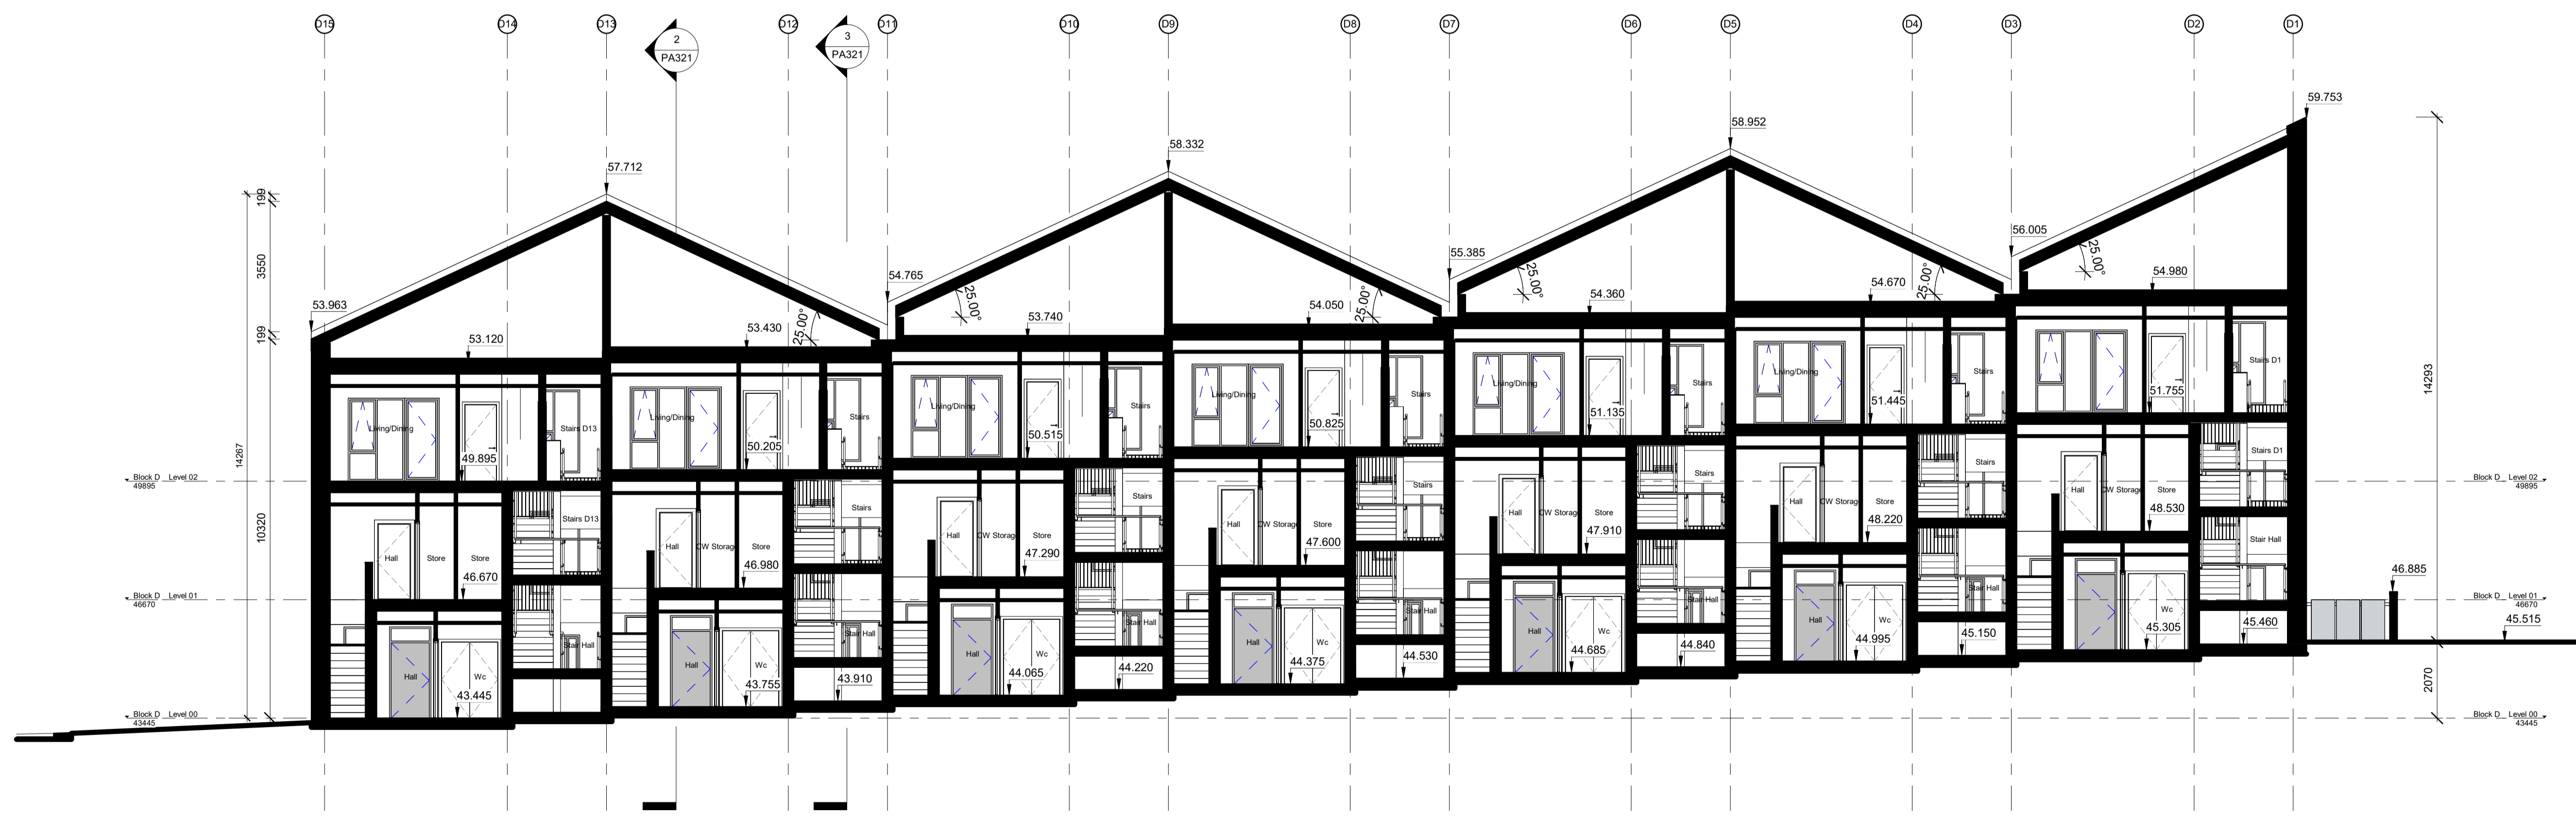 D15 D14 D13 D12 D11 D10 D9 D8 D7 D6 D5 D4 D3 D2 D1
2
PA321
3
PA321
59.753
58.952
58.332
57.712
56.005
55.385
54.765
53.963
25.00° 25.00° 25.00° 25.00° 25.00° 25.00°
54.980
54.670
54.360
54.050
53.740
53.430
53.120
199
3550
199
14267
10320
14293
2070
Living/Dining Stairs D13
Living/Dining Stairs
Living/Dining Stairs
Living/Dining Stairs
Living/Dining Stairs
Living/Dining Stairs
Stairs D1
49.895 50.205 50.515 50.825 51.135 51.445 51.755
Block D Level 02
49895
Block D Level 02
49895
Hall Store Store Stairs D13
Hall CW Storage Store Stairs
Hall CW Storage Store Stairs
Hall CW Storage Store Stairs
Hall CW Storage Store Stairs
Hall CW Storage Store Stairs
Hall CW Storage Store Stairs D1
46.670 46.980 47.290 47.600 47.910 48.220 48.530
Block D Level 01
46670
Block D Level 01
46670
46.885
45.515
Hall Wc Stair Hall
Hall Wc Stair Hall
Hall Wc Stair Hall
Hall Wc Stair Hall
Hall Wc Stair Hall
Hall Wc Stair Hall
Wc Stair Hall
43.445 43.755 43.910 44.065 44.220 44.375 44.530 44.685 44.840 44.995 45.150 45.305 45.460
Block D Level 00
43445
Block D Level 00
43445